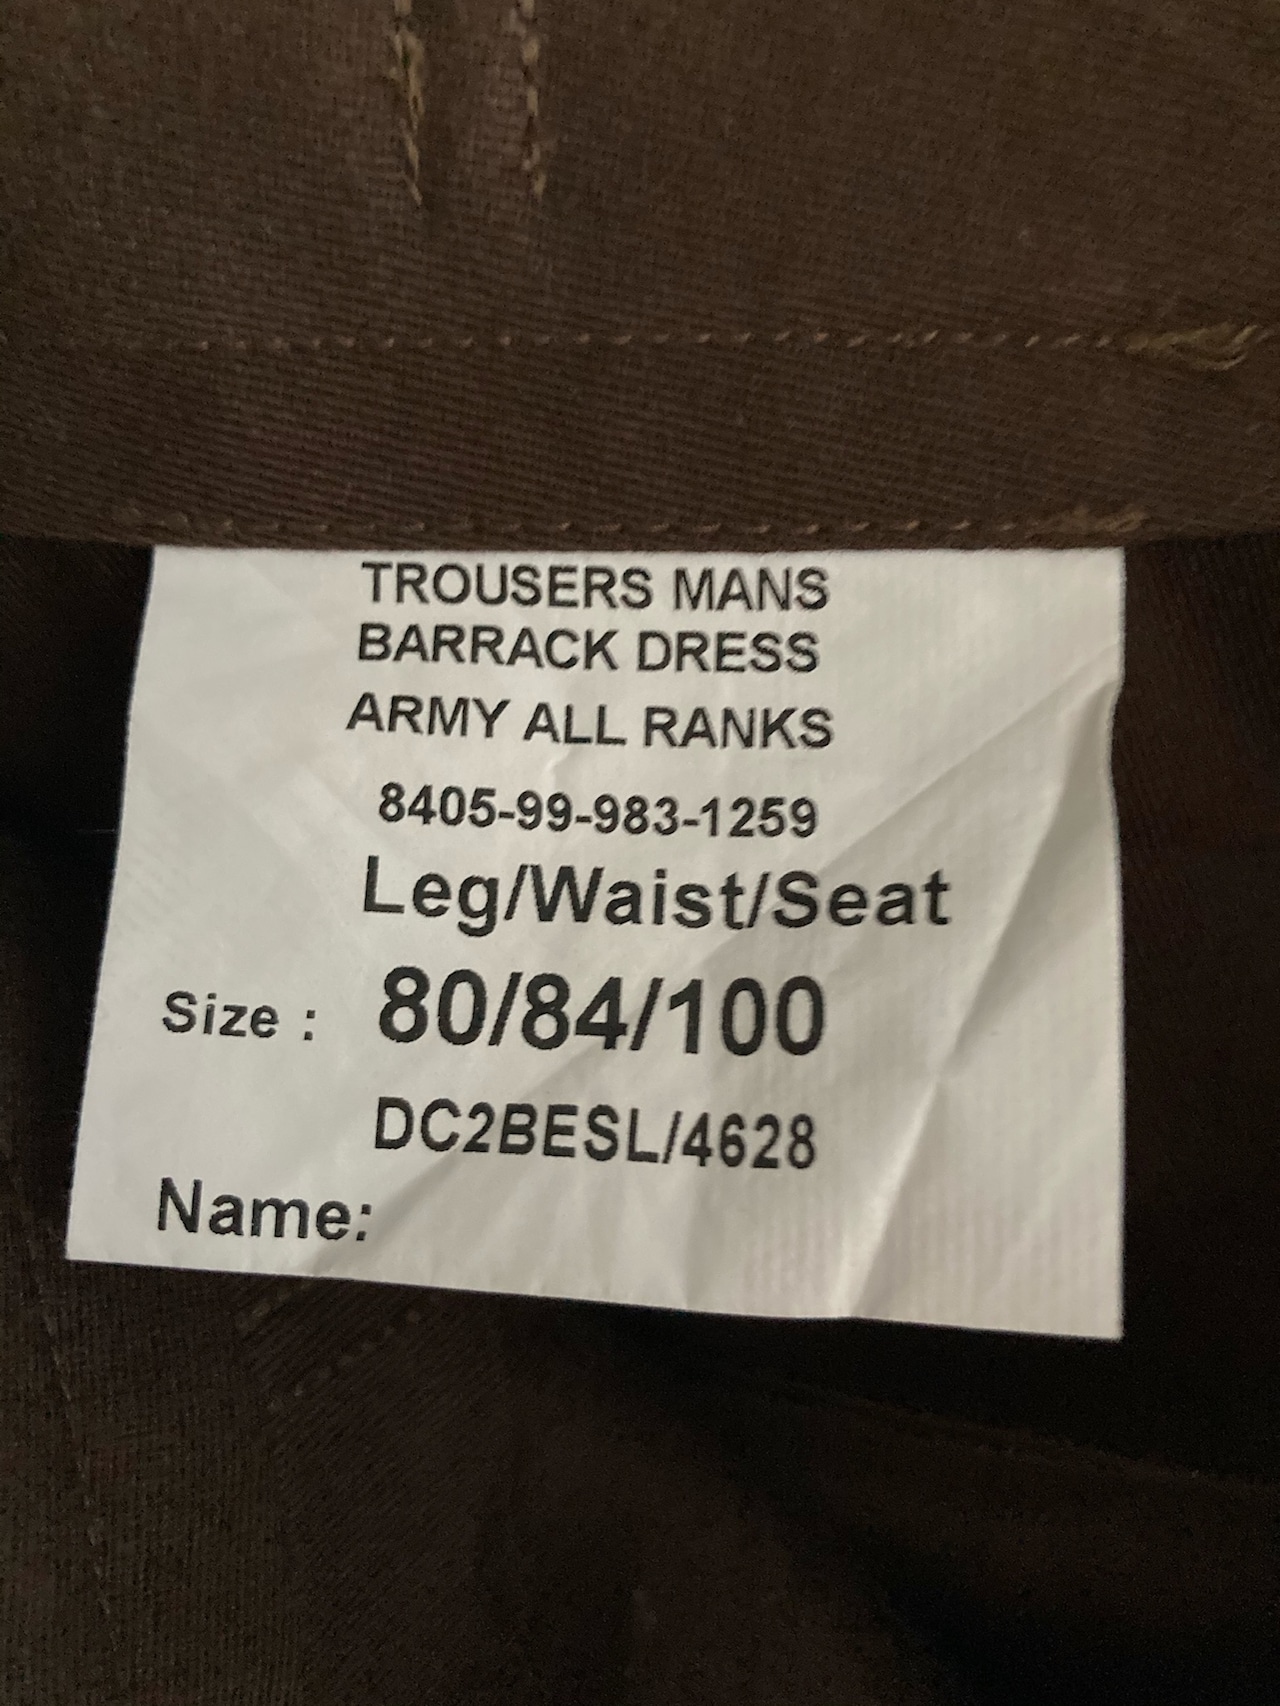 TROUSERS MANS
BARRACK DRESS
ARMY ALL RANKS
8405-99-983-1259
Leg/Waist/Seat
Size : 80/84/100
DC2BESL/4628
Name: